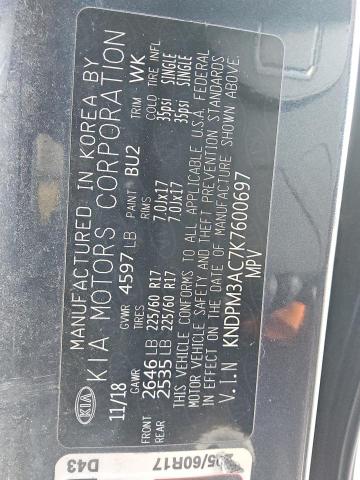 KIA
MANUFACTURED IN KOREA BY
KIA MOTORS CORPORATION
11/18 GVWR 4597 LB PAINT BU2 TRIM WK
GAWR TIRES RIMS COLD TIRE INFL
FRONT 2646 LB 225/60 R17 7.0Jx17 35psi SINGLE
REAR 2535 LB 225/60 R17 7.0Jx17 35psi SINGLE
THIS VEHICLE CONFORMS TO ALL APPLICABLE U.S.A. FEDERAL
MOTOR VEHICLE SAFETY AND THEFT PREVENTION STANDARDS
IN EFFECT ON THE DATE OF MANUFACTURE SHOWN ABOVE.
V.I.N KNDPM3AC7K7600697
MPV
D43
/60R17